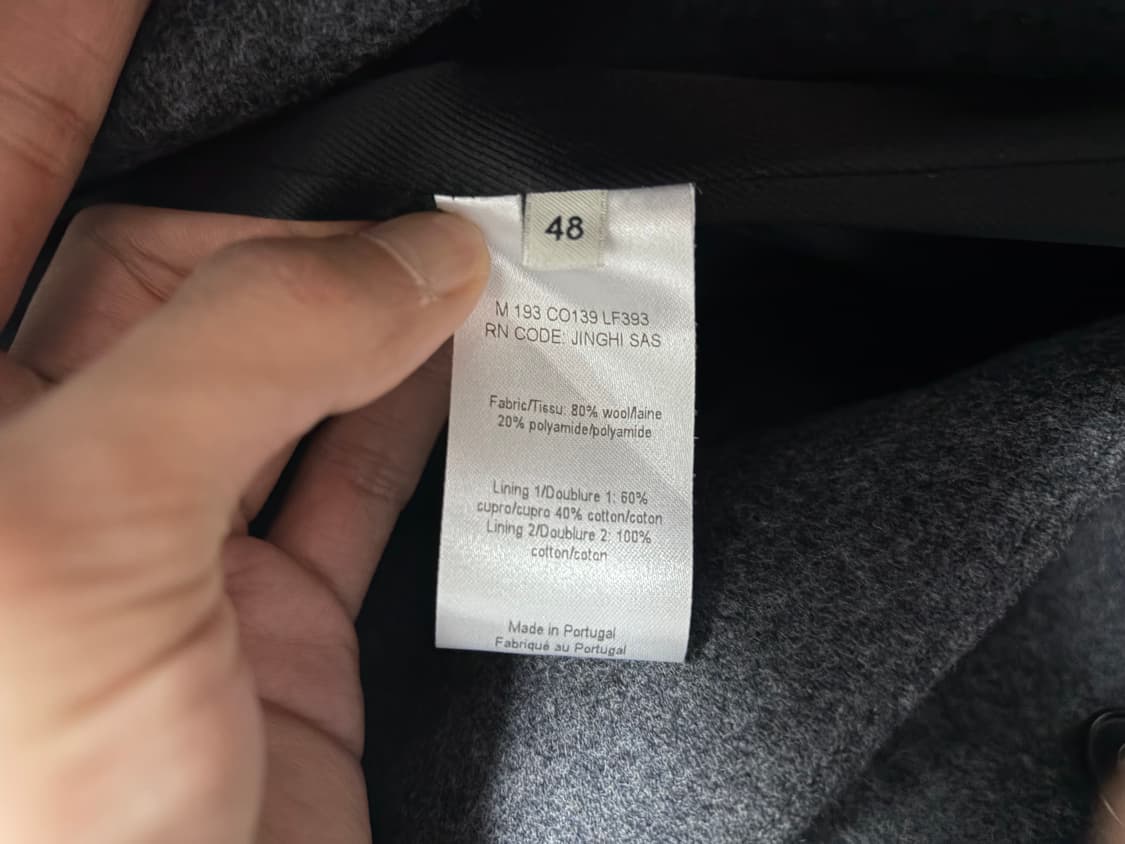 48
M 193 CO139 LF393
RN CODE: JINGHI SAS
Fabric/Tissu: 80% wool/laine
20% polyamide/polyamide
Lining 1/Doublure 1: 60%
cupro/cupro 40% cotton/coton
Lining 2/Doublure 2: 100%
cotton/coton
Made in Portugal
Fabriqué au Portugal